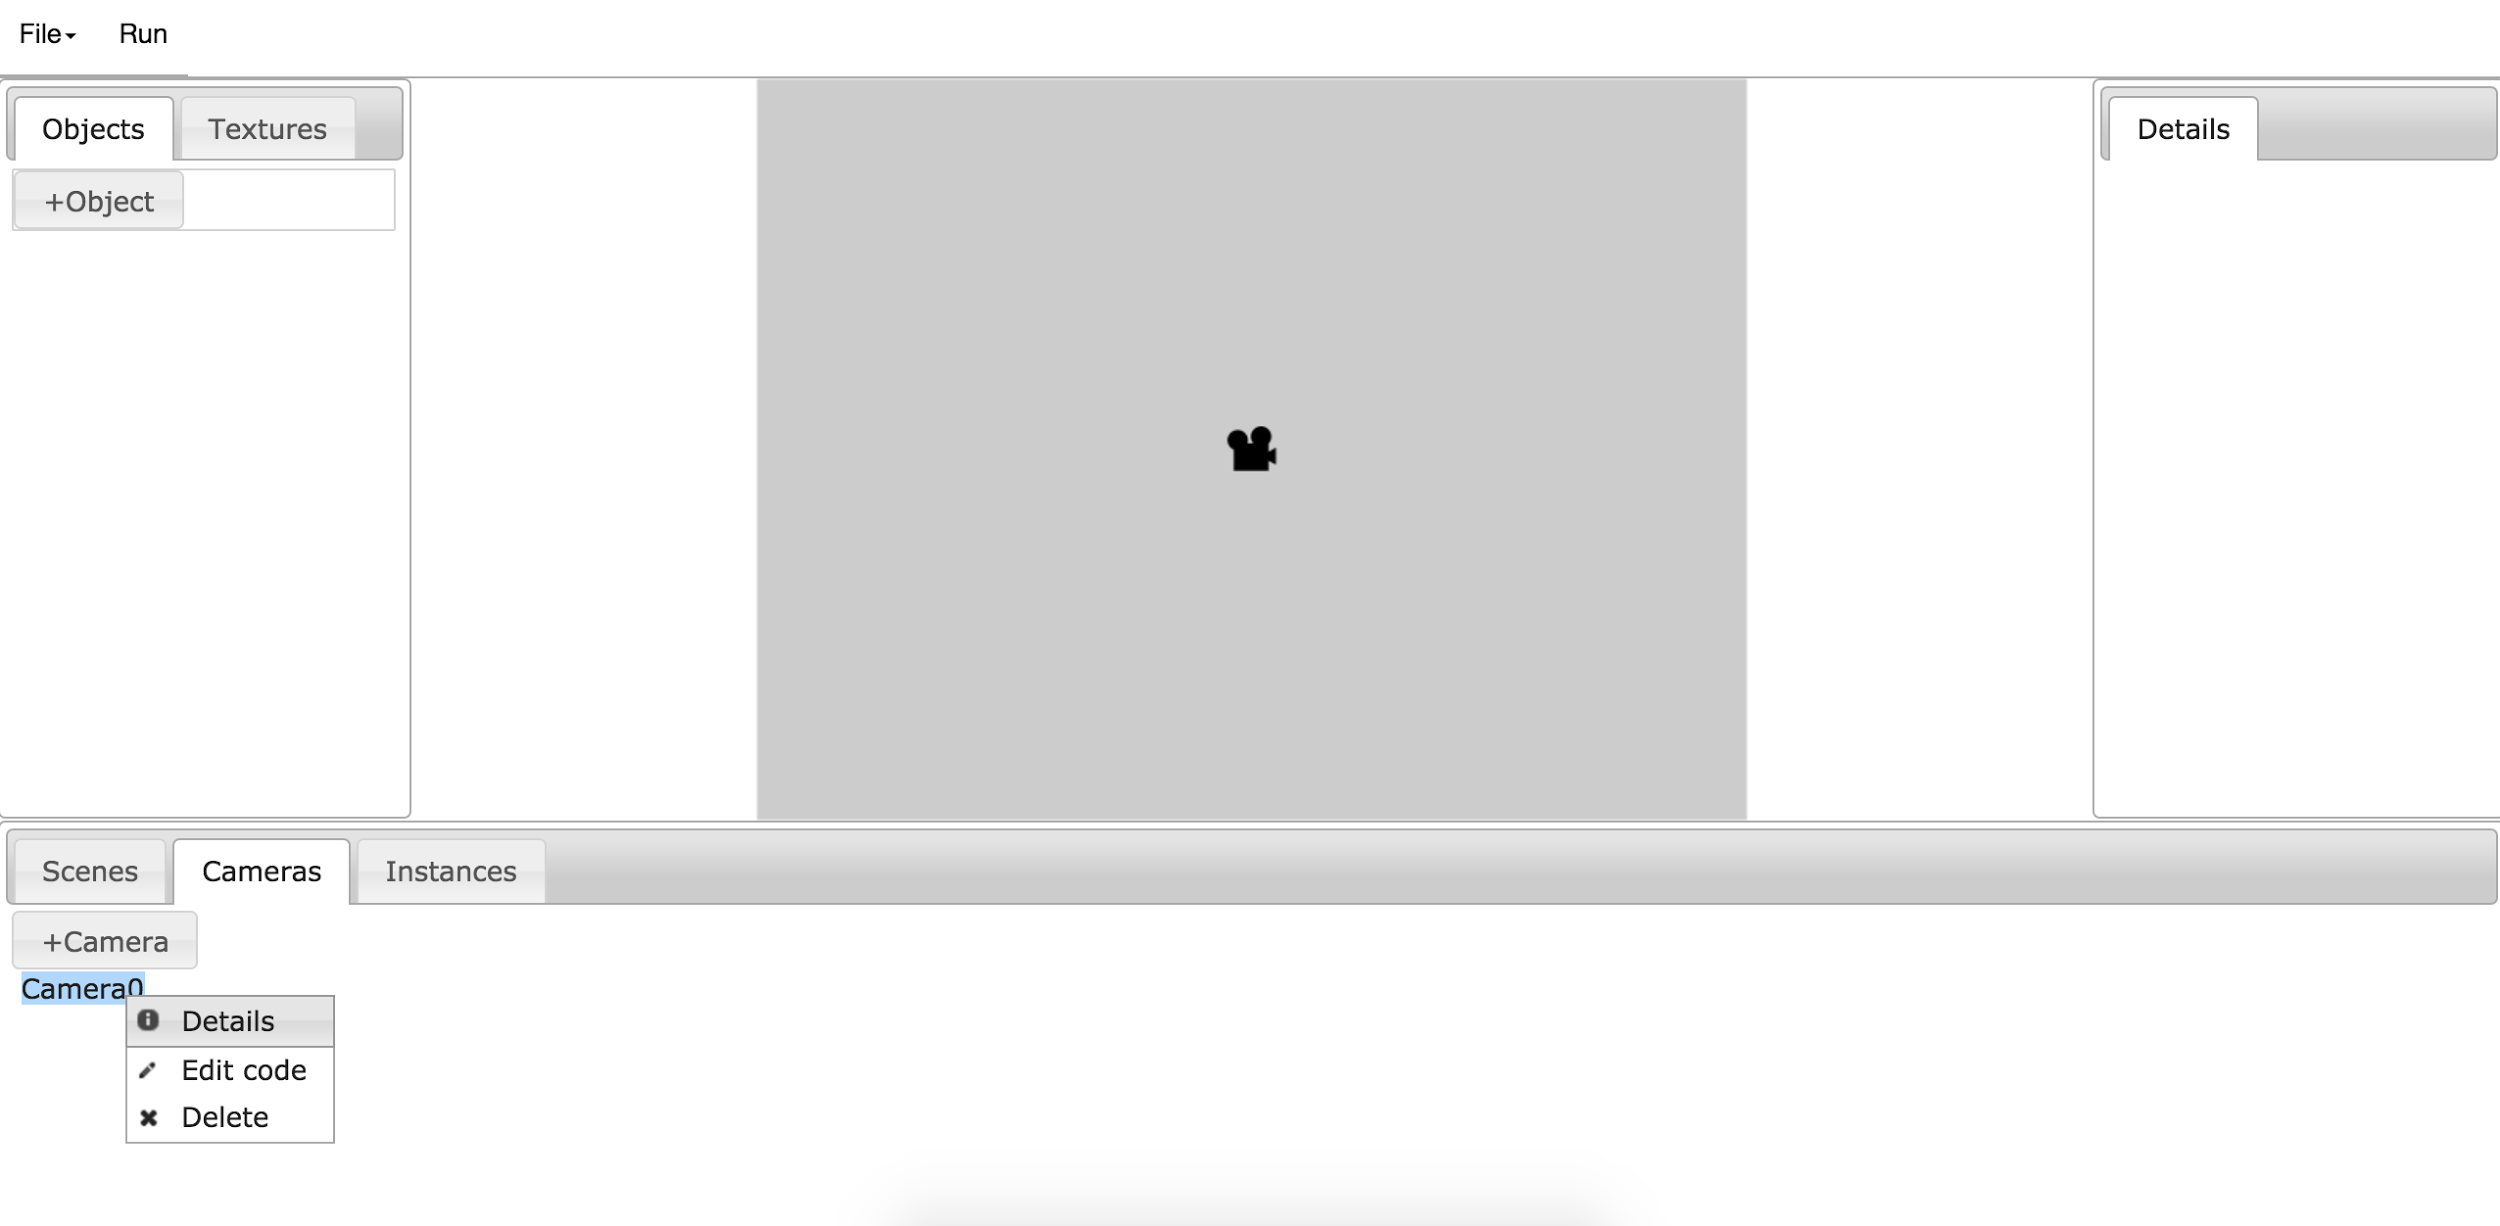 File Run
Objects Textures
Details
+Object
Scenes Cameras Instances
+Camera
Camera0
Details
Edit code
Delete